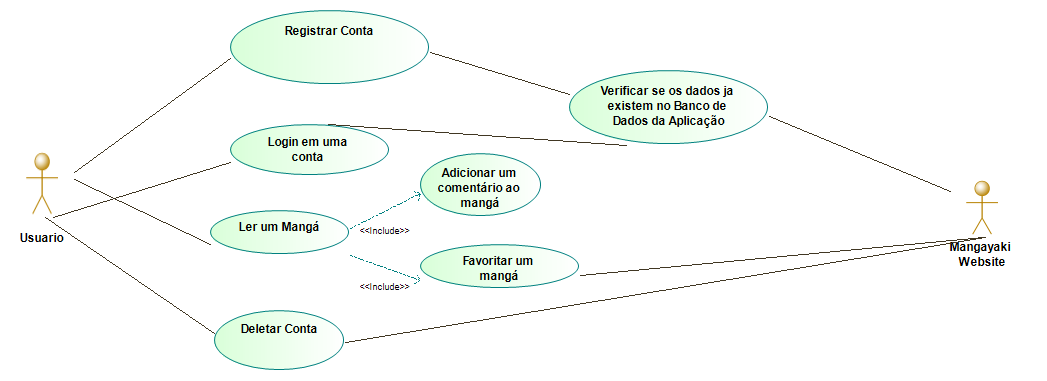 Registrar Conta
Verificar se os dados ja
existem no Banco de
Dados da Aplicação
Login em uma
conta
Adicionar um
comentário ao
mangá
Usuario
Ler um Mangá
<<Include>>
Mangayaki
Website
Favoritar um
mangá
<<Include>>
Deletar Conta